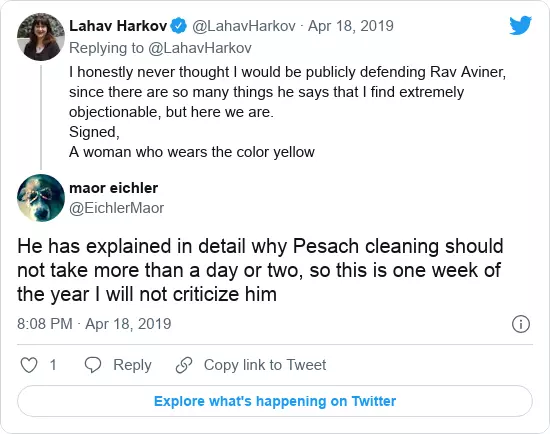 Lahav Harkov @LahavHarkov · Apr 18, 2019
Replying to @LahavHarkov
I honestly never thought I would be publicly defending Rav Aviner,
since there are so many things he says that I find extremely
objectionable, but here we are.
Signed,
A woman who wears the color yellow
maor eichler
@EichlerMaor
He has explained in detail why Pesach cleaning should
not take more than a day or two, so this is one week of
the year I will not criticize him
8:08 PM · Apr 18, 2019
1 Reply Copy link to Tweet
Explore what's happening on Twitter